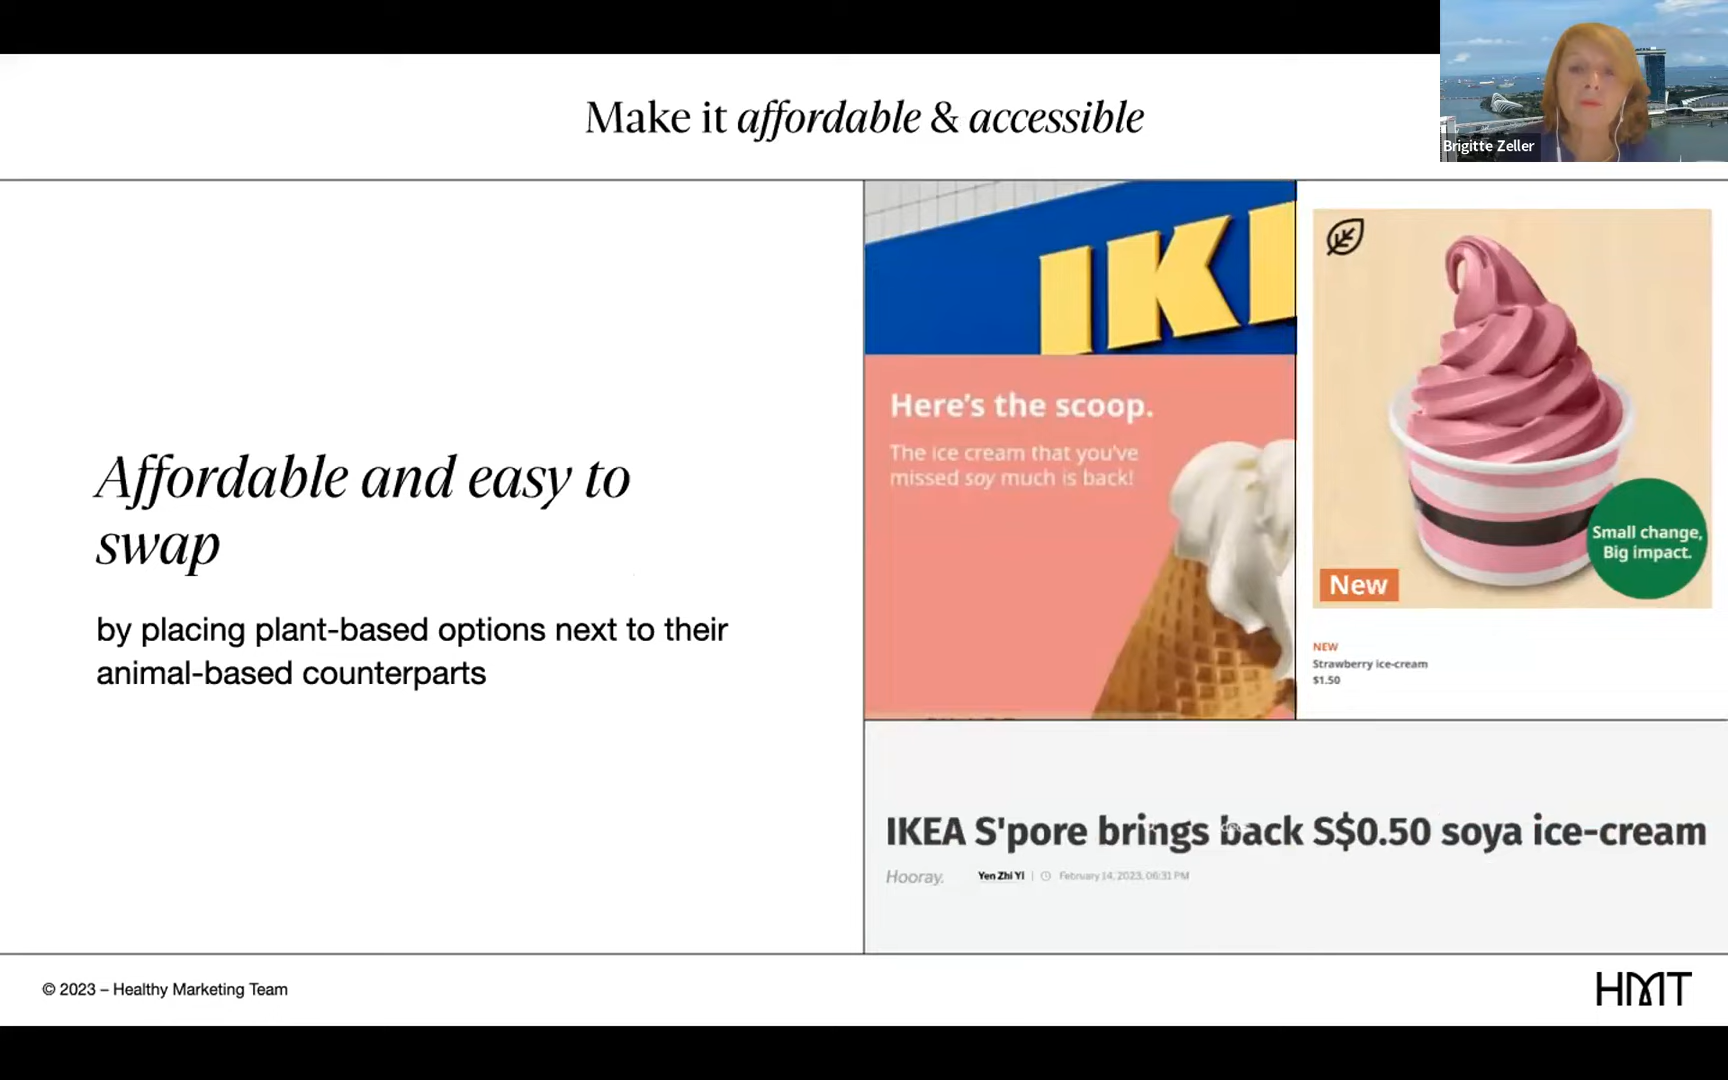 Make it affordable & accessible
Brigitte Zeller
Affordable and easy to
swap
by placing plant-based options next to their
animal-based counterparts
IKE
Here's the scoop.
The ice cream that you've
missed soy much is back!
Small change,
Big impact.
New
NEW
Strawberry ice-cream
$1.50
IKEA S'pore brings back S$0.50 soya ice-cream
Hooray. Yen Zhi Yi | February 14, 2023, 06:31 PM
© 2023 – Healthy Marketing Team
HMT